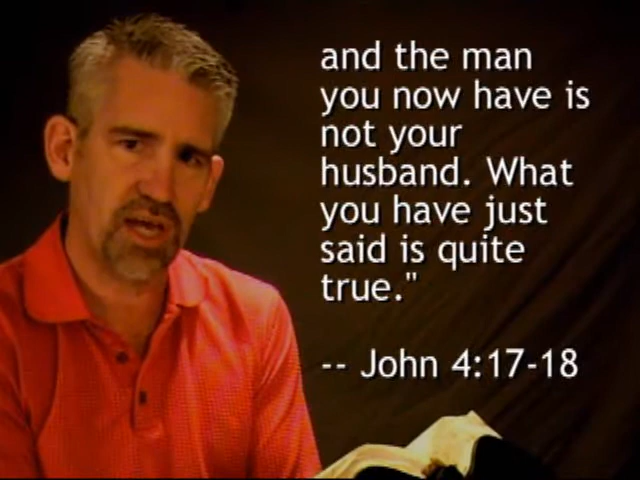 and the man
you now have is
not your
husband. What
you have just
said is quite
true."
-- John 4:17-18